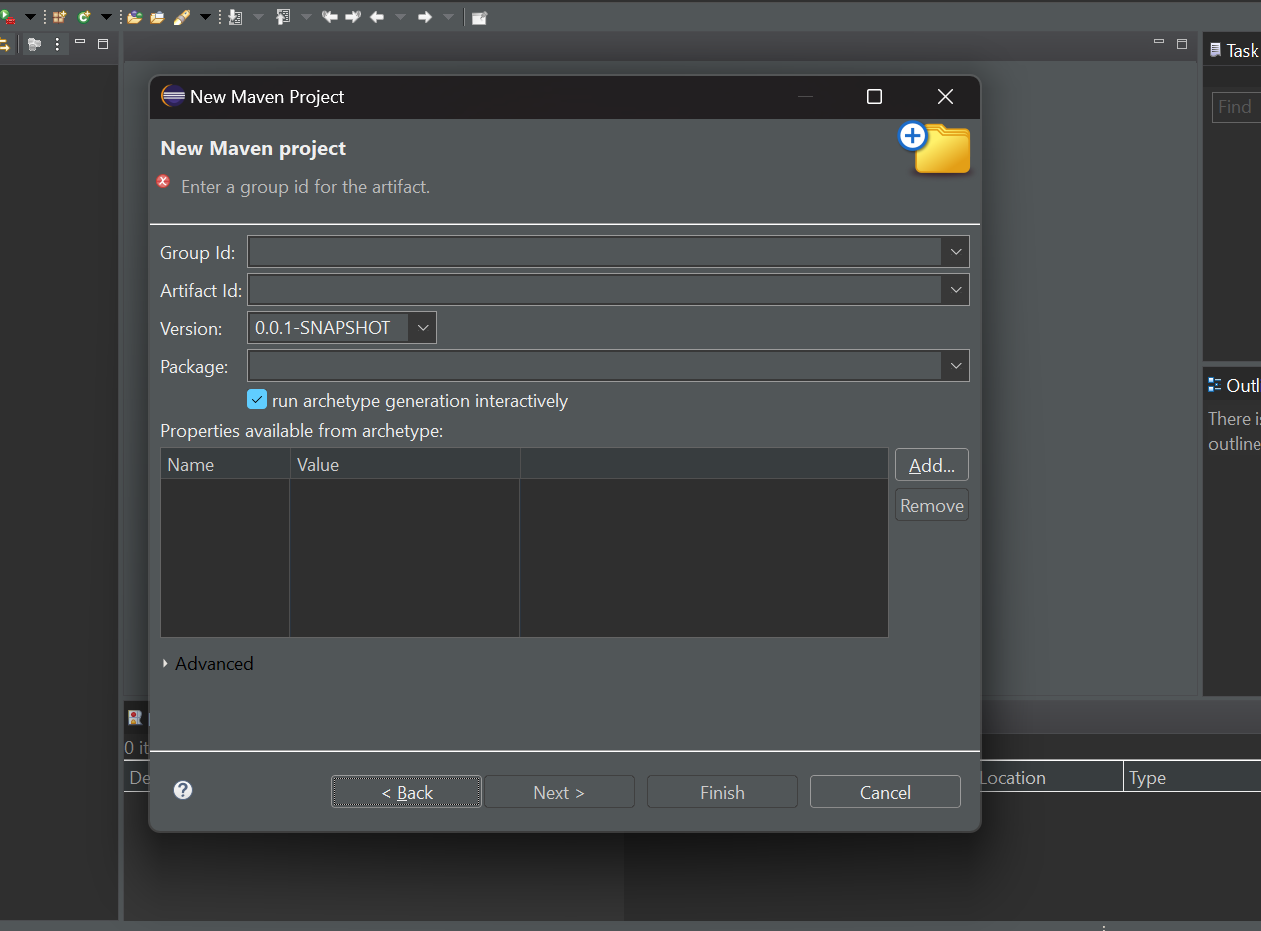 Task
Find
New Maven Project
New Maven project
Enter a group id for the artifact.
Group Id:
Artifact Id:
Version: 0.0.1-SNAPSHOT
Package:
run archetype generation interactively
Properties available from archetype:
Name Value
Add...
Remove
Advanced
Outl
There is
outline
0 it
De
Location Type
< Back Next > Finish Cancel